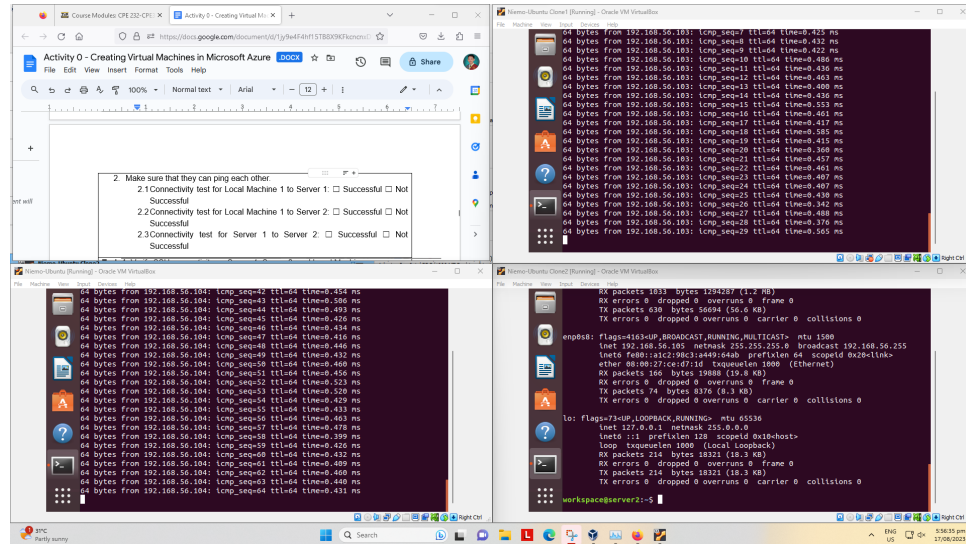 Course Modules: CPE 232-CPE
Activity 0 - Creating Virtual Ma
https://docs.google.com/document/d/1jy9e4F4hf1ST86X9KFkcncn
Activity 0 - Creating Virtual Machines in Microsoft Azure .DOCX
Share
File Edit View Insert Format Tools Help
100% Normal text Arial 12
1 1 2 3 4 5 6 7
2. Make sure that they can ping each other.
2.1 Connectivity test for Local Machine 1 to Server 1: ☐ Successful ☐ Not
Successful
2.2 Connectivity test for Local Machine 1 to Server 2: ☐ Successful ☐ Not
Successful
2.3 Connectivity test for Server 1 to Server 2: ☐ Successful ☐ Not
Successful
ent will
Niemo-Ubuntu Clone1 [Running] - Oracle VM VirtualBox
File Machine View Input Devices Help
64 bytes from 192.168.56.103: icmp_seq=7 ttl=64 time=0.425 ms
64 bytes from 192.168.56.103: icmp_seq=8 ttl=64 time=0.432 ms
64 bytes from 192.168.56.103: icmp_seq=9 ttl=64 time=0.422 ms
64 bytes from 192.168.56.103: icmp_seq=10 ttl=64 time=0.486 ms
64 bytes from 192.168.56.103: icmp_seq=11 ttl=64 time=0.436 ms
64 bytes from 192.168.56.103: icmp_seq=12 ttl=64 time=0.463 ms
64 bytes from 192.168.56.103: icmp_seq=13 ttl=64 time=0.400 ms
64 bytes from 192.168.56.103: icmp_seq=14 ttl=64 time=0.436 ms
64 bytes from 192.168.56.103: icmp_seq=15 ttl=64 time=0.553 ms
64 bytes from 192.168.56.103: icmp_seq=16 ttl=64 time=0.461 ms
64 bytes from 192.168.56.103: icmp_seq=17 ttl=64 time=0.417 ms
64 bytes from 192.168.56.103: icmp_seq=18 ttl=64 time=0.585 ms
64 bytes from 192.168.56.103: icmp_seq=19 ttl=64 time=0.415 ms
64 bytes from 192.168.56.103: icmp_seq=20 ttl=64 time=0.360 ms
64 bytes from 192.168.56.103: icmp_seq=21 ttl=64 time=0.457 ms
64 bytes from 192.168.56.103: icmp_seq=22 ttl=64 time=0.461 ms
64 bytes from 192.168.56.103: icmp_seq=23 ttl=64 time=0.407 ms
64 bytes from 192.168.56.103: icmp_seq=24 ttl=64 time=0.407 ms
64 bytes from 192.168.56.103: icmp_seq=25 ttl=64 time=0.430 ms
64 bytes from 192.168.56.103: icmp_seq=26 ttl=64 time=0.342 ms
64 bytes from 192.168.56.103: icmp_seq=27 ttl=64 time=0.488 ms
64 bytes from 192.168.56.103: icmp_seq=28 ttl=64 time=0.376 ms
64 bytes from 192.168.56.103: icmp_seq=29 ttl=64 time=0.565 ms
Right Ctrl
Niemo-Ubuntu [Running] - Oracle VM VirtualBox
File Machine View Input Devices Help
64 bytes from 192.168.56.104: icmp_seq=42 ttl=64 time=0.454 ms
64 bytes from 192.168.56.104: icmp_seq=43 ttl=64 time=0.506 ms
64 bytes from 192.168.56.104: icmp_seq=44 ttl=64 time=0.493 ms
64 bytes from 192.168.56.104: icmp_seq=45 ttl=64 time=0.426 ms
64 bytes from 192.168.56.104: icmp_seq=46 ttl=64 time=0.434 ms
64 bytes from 192.168.56.104: icmp_seq=47 ttl=64 time=0.416 ms
64 bytes from 192.168.56.104: icmp_seq=48 ttl=64 time=0.446 ms
64 bytes from 192.168.56.104: icmp_seq=49 ttl=64 time=0.432 ms
64 bytes from 192.168.56.104: icmp_seq=50 ttl=64 time=0.460 ms
64 bytes from 192.168.56.104: icmp_seq=51 ttl=64 time=0.456 ms
64 bytes from 192.168.56.104: icmp_seq=52 ttl=64 time=0.523 ms
64 bytes from 192.168.56.104: icmp_seq=53 ttl=64 time=0.520 ms
64 bytes from 192.168.56.104: icmp_seq=54 ttl=64 time=0.429 ms
64 bytes from 192.168.56.104: icmp_seq=55 ttl=64 time=0.433 ms
64 bytes from 192.168.56.104: icmp_seq=56 ttl=64 time=0.463 ms
64 bytes from 192.168.56.104: icmp_seq=57 ttl=64 time=0.478 ms
64 bytes from 192.168.56.104: icmp_seq=58 ttl=64 time=0.399 ms
64 bytes from 192.168.56.104: icmp_seq=59 ttl=64 time=0.426 ms
64 bytes from 192.168.56.104: icmp_seq=60 ttl=64 time=0.432 ms
64 bytes from 192.168.56.104: icmp_seq=61 ttl=64 time=0.409 ms
64 bytes from 192.168.56.104: icmp_seq=62 ttl=64 time=0.460 ms
64 bytes from 192.168.56.104: icmp_seq=63 ttl=64 time=0.440 ms
64 bytes from 192.168.56.104: icmp_seq=64 ttl=64 time=0.431 ms
Right Ctrl
Niemo-Ubuntu Clone2 [Running] - Oracle VM VirtualBox
File Machine View Input Devices Help
RX packets 1033 bytes 1294287 (1.2 MB)
RX errors 0 dropped 0 overruns 0 frame 0
TX packets 630 bytes 56694 (56.6 KB)
TX errors 0 dropped 0 overruns 0 carrier 0 collisions 0
enp0s8: flags=4163<UP,BROADCAST,RUNNING,MULTICAST> mtu 1500
inet 192.168.56.105 netmask 255.255.255.0 broadcast 192.168.56.255
inet6 fe80::a1c2:98c3:a449:64ab prefixlen 64 scopeid 0x20<link>
ether 08:00:27:ce:d7:1d txqueuelen 1000 (Ethernet)
RX packets 166 bytes 19888 (19.8 KB)
RX errors 0 dropped 0 overruns 0 frame 0
TX packets 74 bytes 8376 (8.3 KB)
TX errors 0 dropped 0 overruns 0 carrier 0 collisions 0
lo: flags=73<UP,LOOPBACK,RUNNING> mtu 65536
inet 127.0.0.1 netmask 255.0.0.0
inet6 ::1 prefixlen 128 scopeid 0x10<host>
loop txqueuelen 1000 (Local Loopback)
RX packets 214 bytes 18321 (18.3 KB)
RX errors 0 dropped 0 overruns 0 frame 0
TX packets 214 bytes 18321 (18.3 KB)
TX errors 0 dropped 0 overruns 0 carrier 0 collisions 0
workspace@server2:~$
Right Ctrl
31°C
Partly sunny
Search
ENG
US
5:56:35 pm
17/08/2023